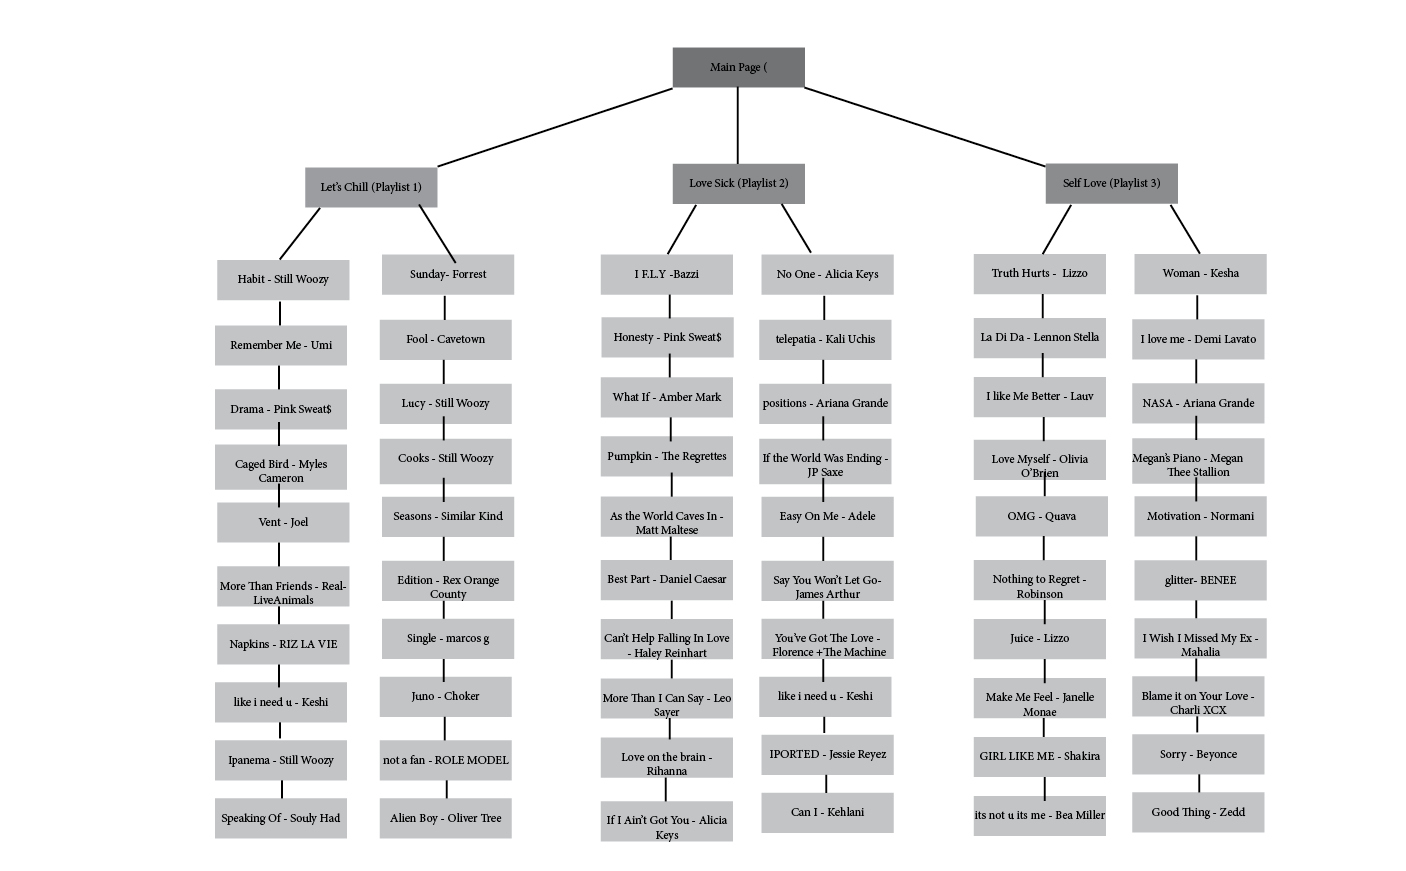 Main Page (
Let's Chill (Playlist 1)
Love Sick (Playlist 2)
Self Love (Playlist 3)
Habit - Still Woozy
Remember Me - Umi
Drama - Pink Sweat$
Caged Bird - Myles
Cameron
Vent - Joel
More Than Friends - Real-
LiveAnimals
Napkins - RIZ LA VIE
like i need u - Keshi
Ipanema - Still Woozy
Speaking Of - Souly Had
Sunday- Forrest
Fool - Cavetown
Lucy - Still Woozy
Cooks - Still Woozy
Seasons - Similar Kind
Edition - Rex Orange
County
Single - marcos g
Juno - Choker
not a fan - ROLE MODEL
Alien Boy - Oliver Tree
I F.L.Y -Bazzi
Honesty - Pink Sweat$
What If - Amber Mark
Pumpkin - The Regrettes
As the World Caves In -
Matt Maltese
Best Part - Daniel Caesar
Can't Help Falling In Love
- Haley Reinhart
More Than I Can Say - Leo
Sayer
Love on the brain -
Rihanna
If I Ain't Got You - Alicia
Keys
No One - Alicia Keys
telepatia - Kali Uchis
positions - Ariana Grande
If the World Was Ending -
JP Saxe
Easy On Me - Adele
Say You Won't Let Go-
James Arthur
You've Got The Love -
Florence +The Machine
like i need u - Keshi
IPORTED - Jessie Reyez
Can I - Kehlani
Truth Hurts - Lizzo
La Di Da - Lennon Stella
I like Me Better - Lauv
Love Myself - Olivia
O'Brien
OMG - Quava
Nothing to Regret -
Robinson
Juice - Lizzo
Make Me Feel - Janelle
Monae
GIRL LIKE ME - Shakira
its not u its me - Bea Miller
Woman - Kesha
I love me - Demi Lavato
NASA - Ariana Grande
Megan's Piano - Megan
Thee Stallion
Motivation - Normani
glitter- BENEE
I Wish I Missed My Ex -
Mahalia
Blame it on Your Love -
Charli XCX
Sorry - Beyonce
Good Thing - Zedd